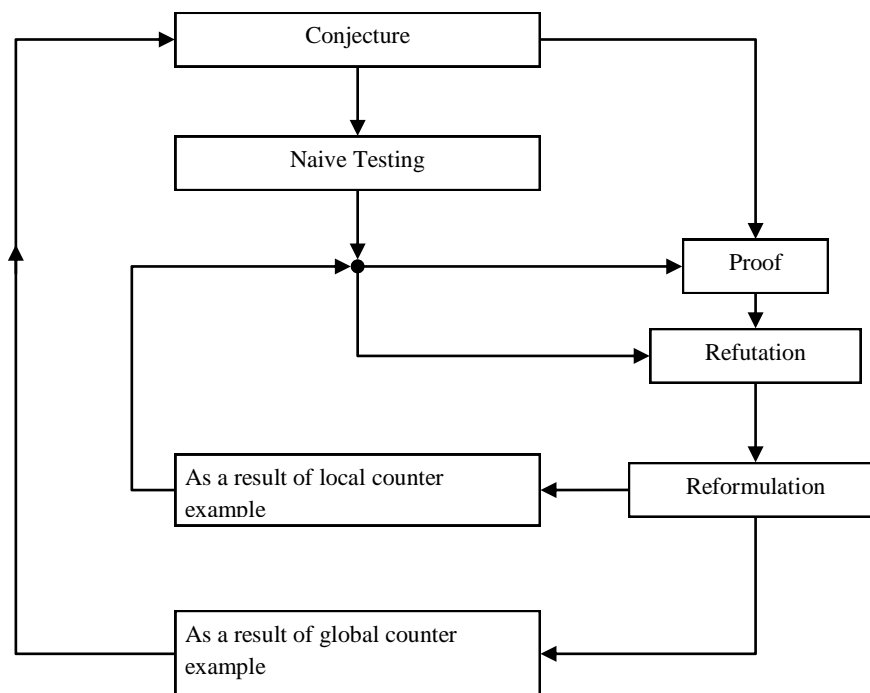 Conjecture
Naive Testing
Proof
Refutation
As a result of local counter
example
Reformulation
As a result of global counter
example